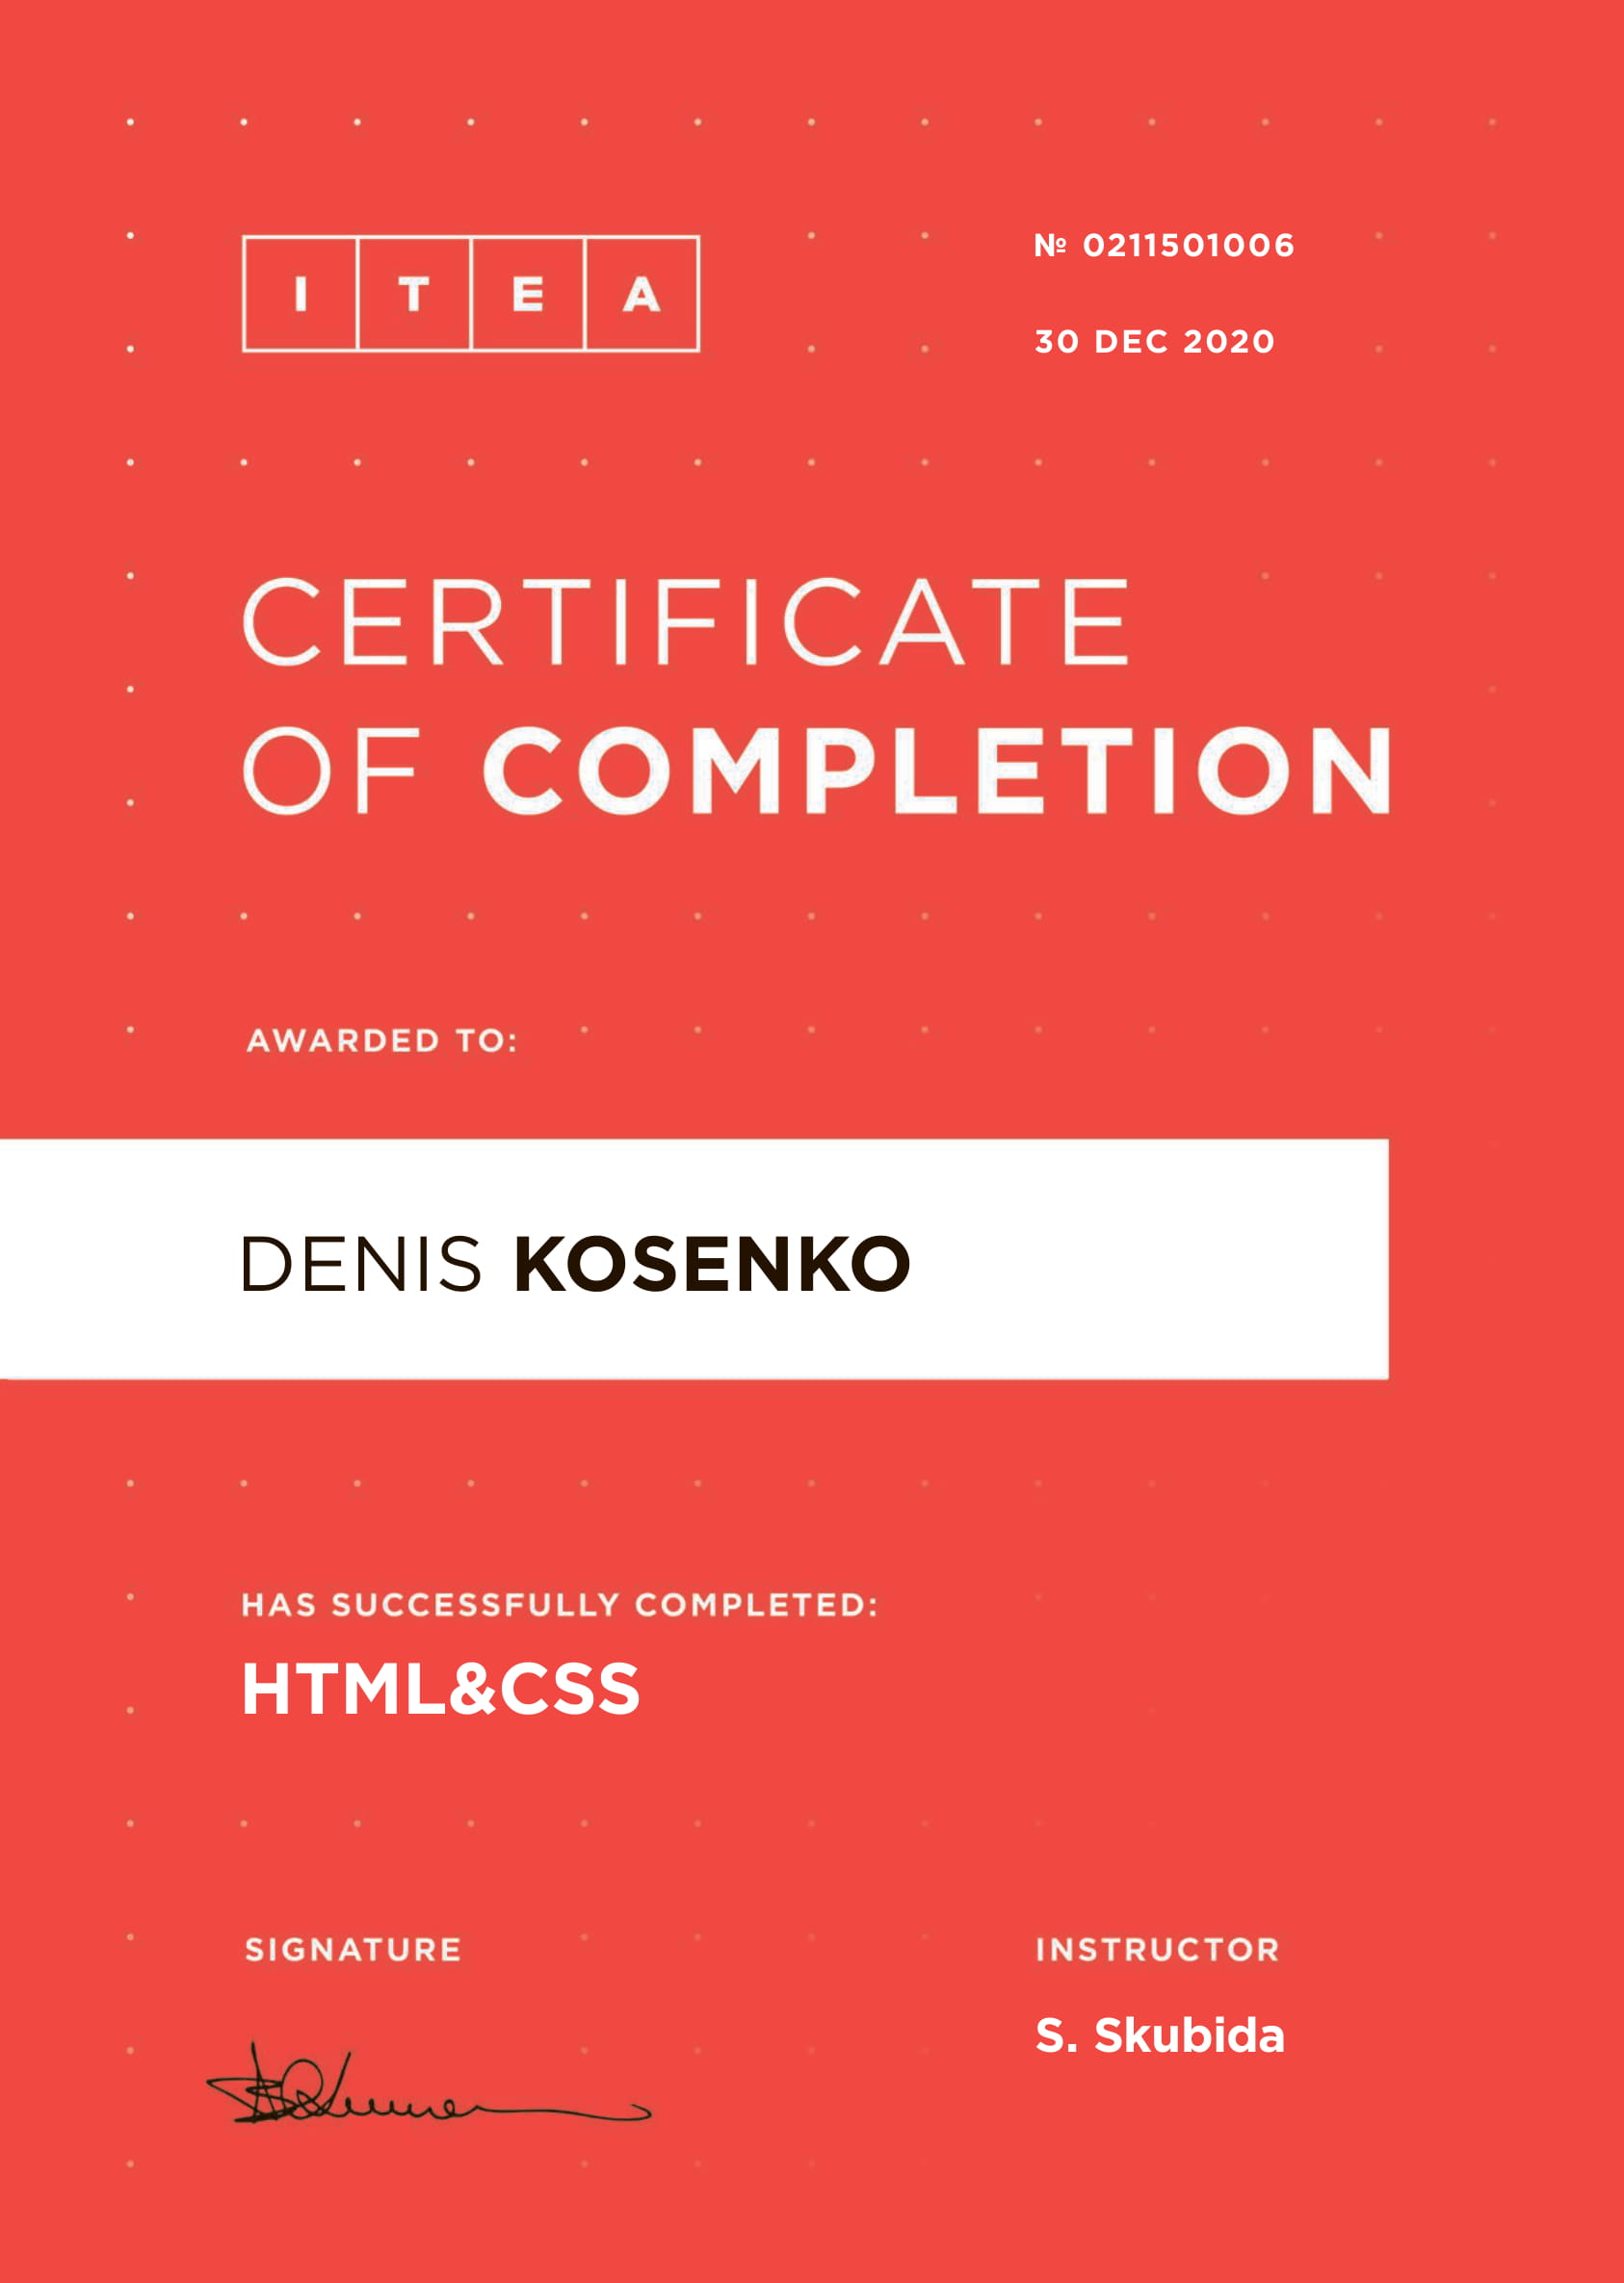 ITEA
№ 0211501006
30 DEC 2020
CERTIFICATE
OF COMPLETION
AWARDED TO:
DENIS KOSENKO
HAS SUCCESSFULLY COMPLETED:
HTML&CSS
SIGNATURE
INSTRUCTOR
S. Skubida